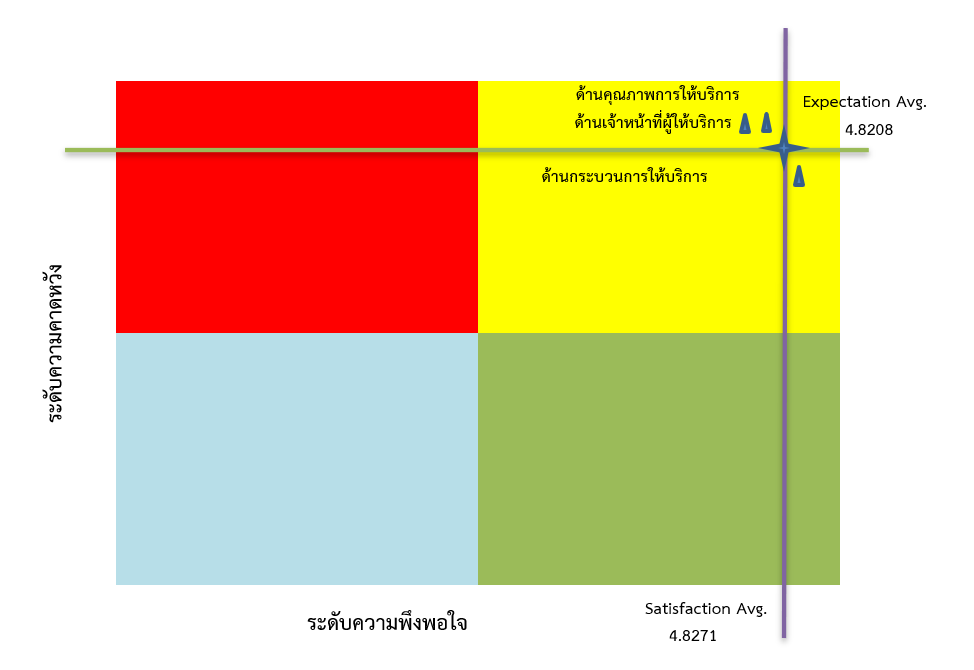 ด้านคุณภาพการให้บริการ
Expectation Avg.
ด้านเจ้าหน้าที่ผู้ให้บริการ
4.8208
ด้านกระบวนการให้บริการ
ระดับความคาดหวัง
Satisfaction Avg.
ระดับความพึงพอใจ
4.8271